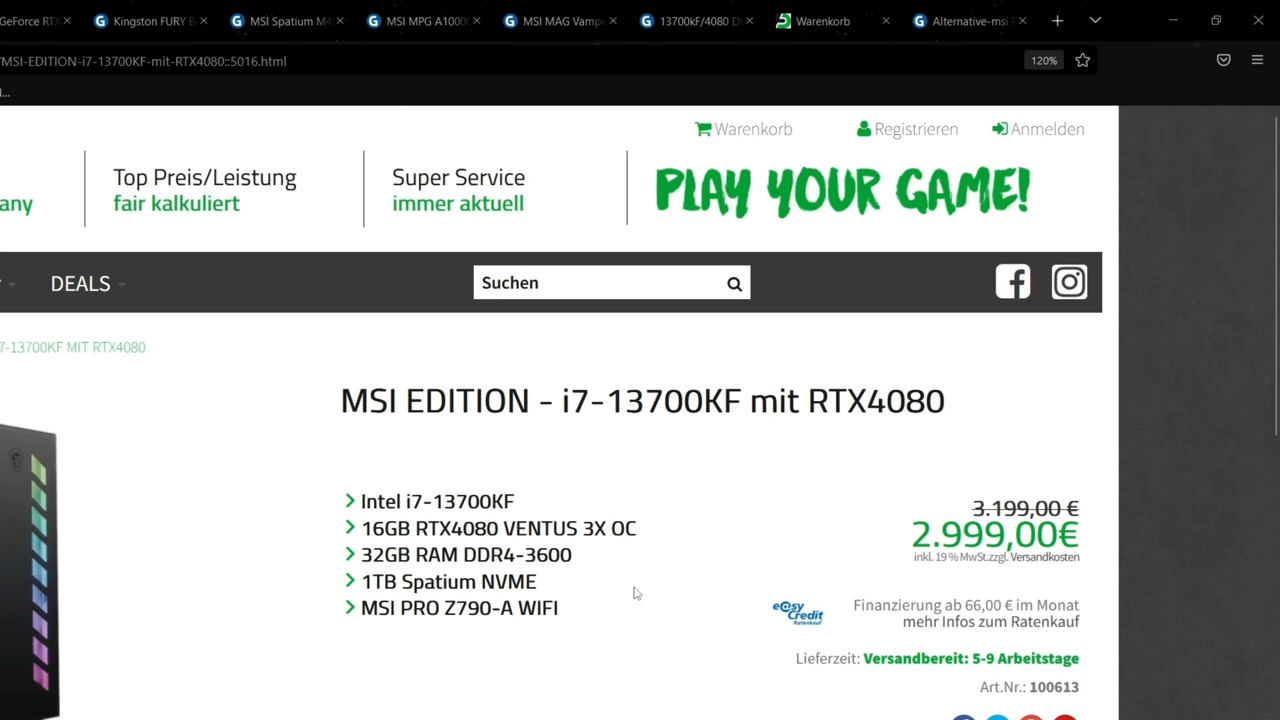 GeForce RTX
Kingston FURY B
MSI Spatium M4
MSI MPG A1000
MSI MAG Vampi
13700kF/4080 D
Warenkorb
Alternative-msi
/MSI-EDITION-i7-13700KF-mit-RTX4080::5016.html
120%
Warenkorb
Registrieren
Anmelden
any
Top Preis/Leistung
fair kalkuliert
Super Service
immer aktuell
PLAY YOUR GAME!
DEALS
Suchen
7-13700KF MIT RTX4080
MSI EDITION - i7-13700KF mit RTX4080
Intel i7-13700KF
16GB RTX4080 VENTUS 3X OC
32GB RAM DDR4-3600
1TB Spatium NVME
MSI PRO Z790-A WIFI
3.199,00 €
2.999,00€
inkl. 19 % MwSt.zzgl. Versandkosten
e@sy Credit Ratenkauf
Finanzierung ab 66,00 € im Monat
mehr Infos zum Ratenkauf
Lieferzeit: Versandbereit: 5-9 Arbeitstage
Art.Nr.: 100613